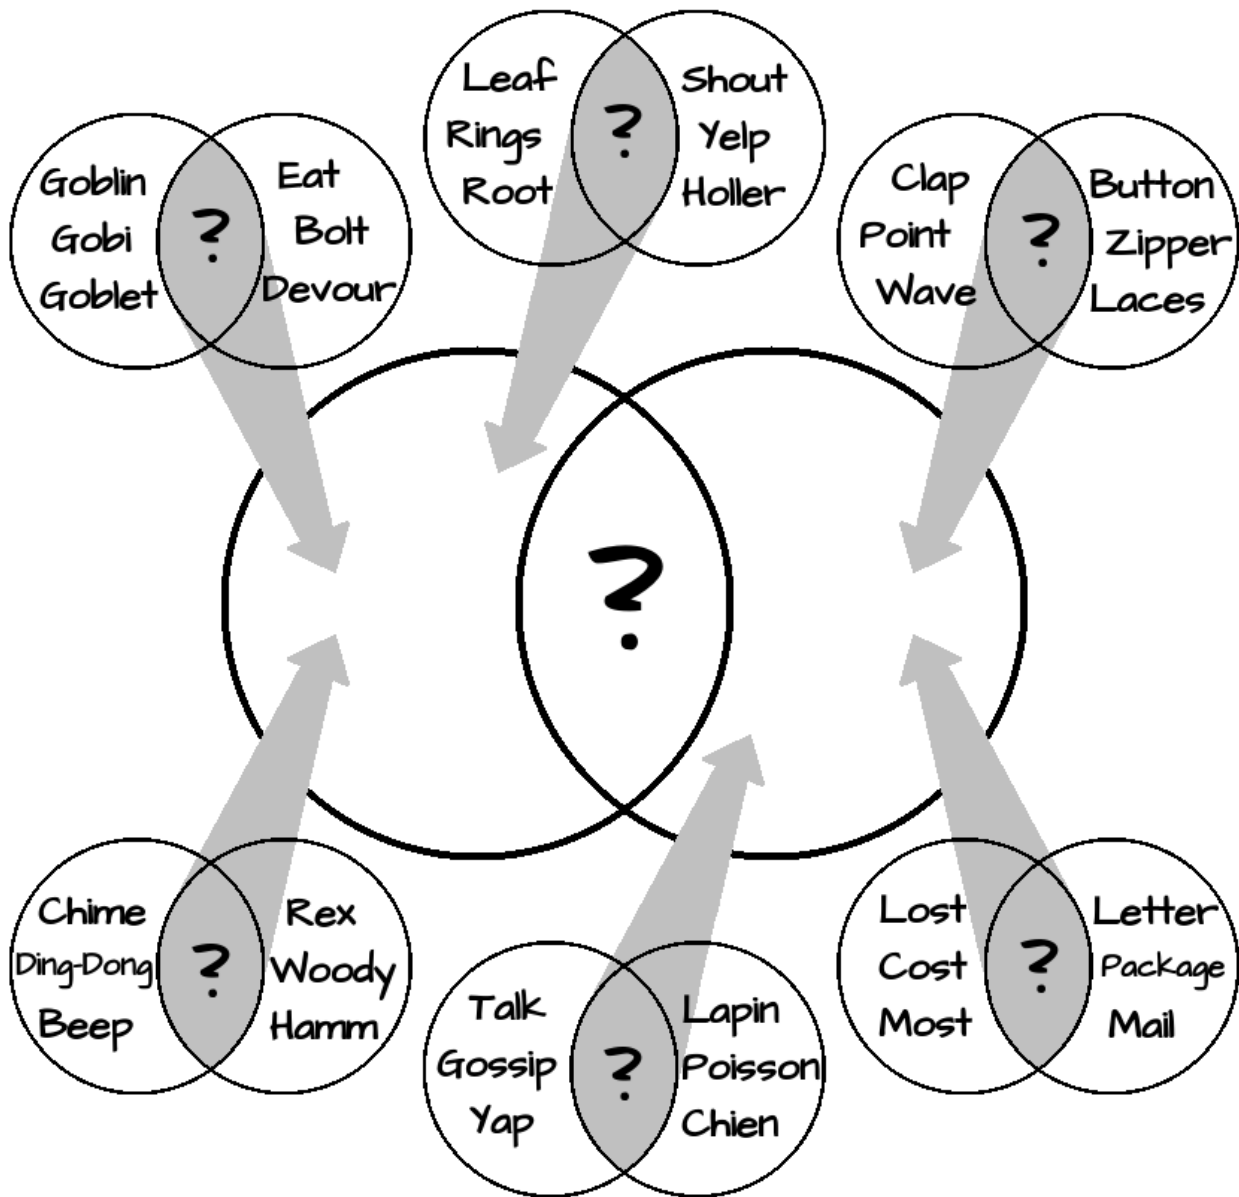 Leaf
Rings
Root
?
Shout
Yelp
Holler
Goblin
Gobi
Goblet
?
Eat
Bolt
Devour
Clap
Point
Wave
?
Button
Zipper
Laces
?
Chime
Ding-Dong
Beep
?
Rex
Woody
Hamm
Talk
Gossip
Yap
?
Lapin
Poisson
Chien
Lost
Cost
Most
?
Letter
Package
Mail